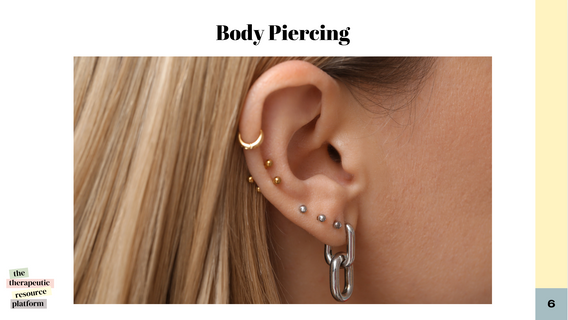 Body Piercing
the
therapeutic
resource
platform
6